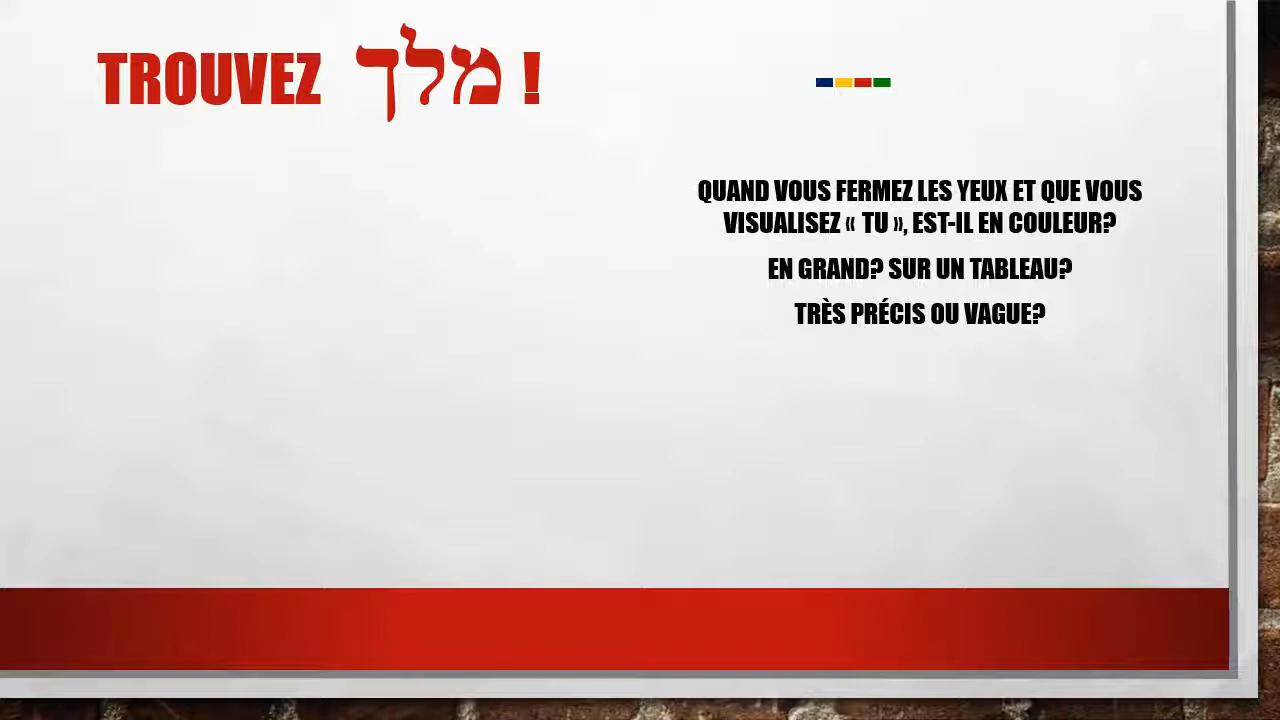 TROUVEZ מלך !
QUAND VOUS FERMEZ LES YEUX ET QUE VOUS
VISUALISEZ « TU », EST-IL EN COULEUR?
EN GRAND? SUR UN TABLEAU?
TRÈS PRÉCIS OU VAGUE?